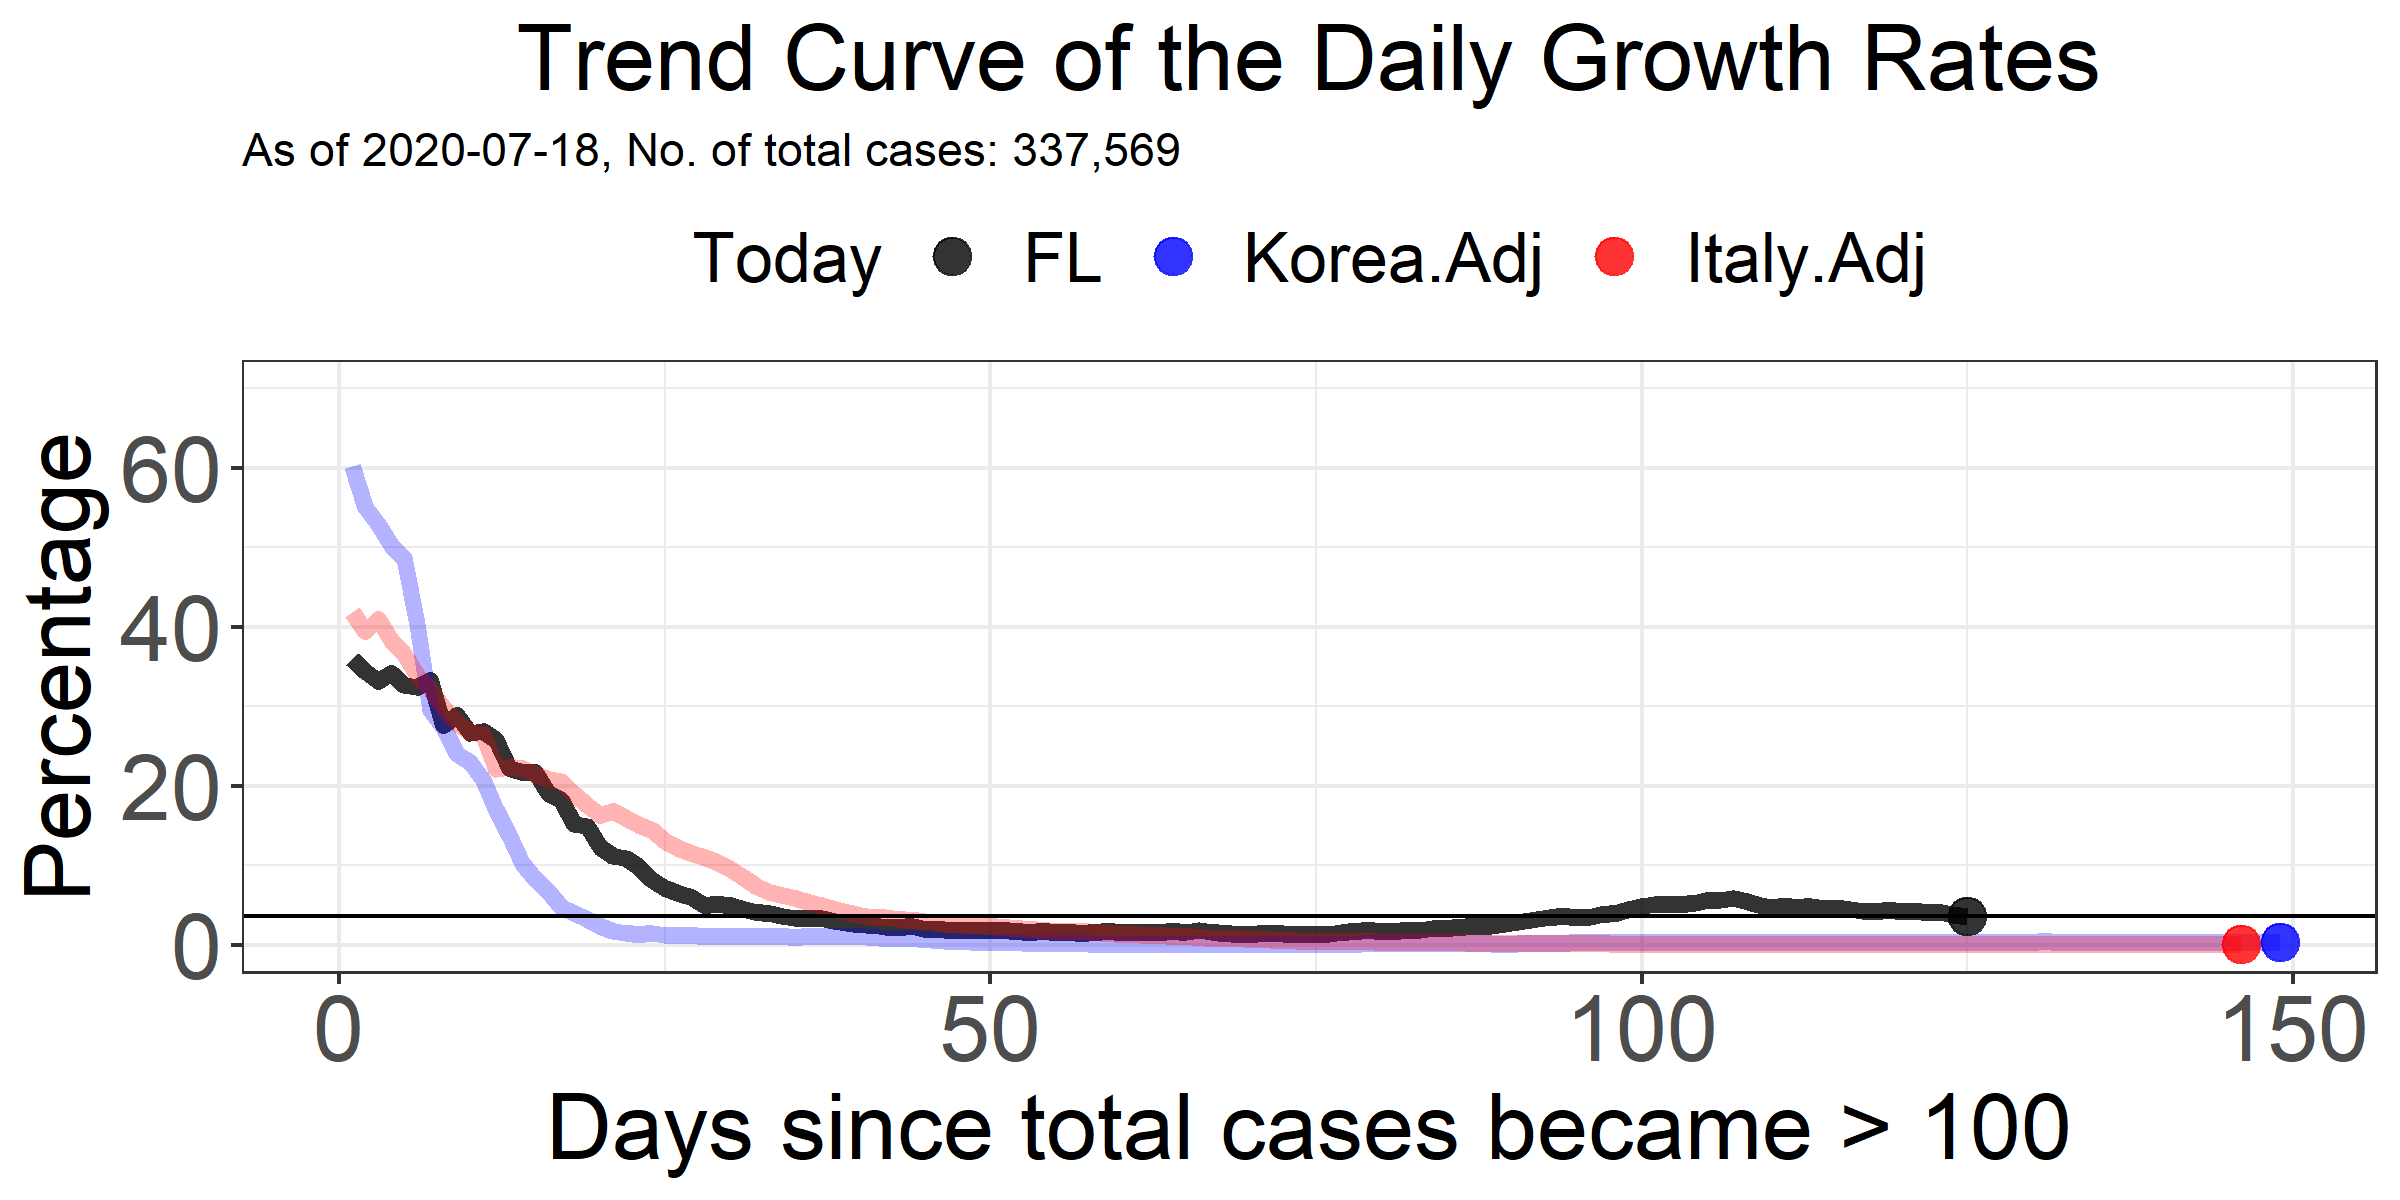 Trend Curve of the Daily Growth Rates
As of 2020-07-18, No. of total cases: 337,569
Today FL Korea.Adj Italy.Adj
Percentage
60
40
20
0
0 50 100 150
Days since total cases became > 100